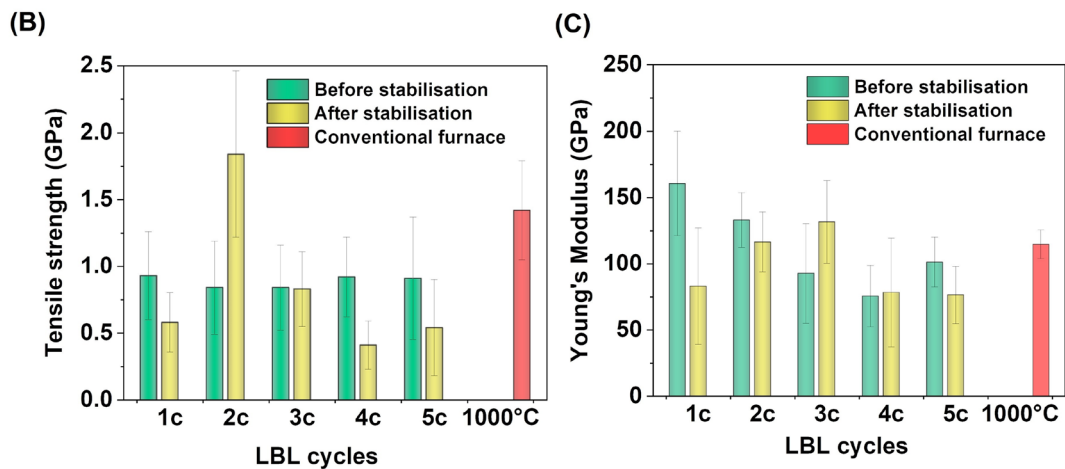 (B)
Tensile strength (GPa)
2.5
2.0
1.5
1.0
0.5
0.0
Before stabilisation
After stabilisation
Conventional furnace
1c 2c 3c 4c 5c 1000°C
LBL cycles
(C)
Young's Modulus (GPa)
250
200
150
100
50
0
Before stabilisation
After stabilisation
Conventional furnace
1c 2c 3c 4c 5c 1000°C
LBL cycles